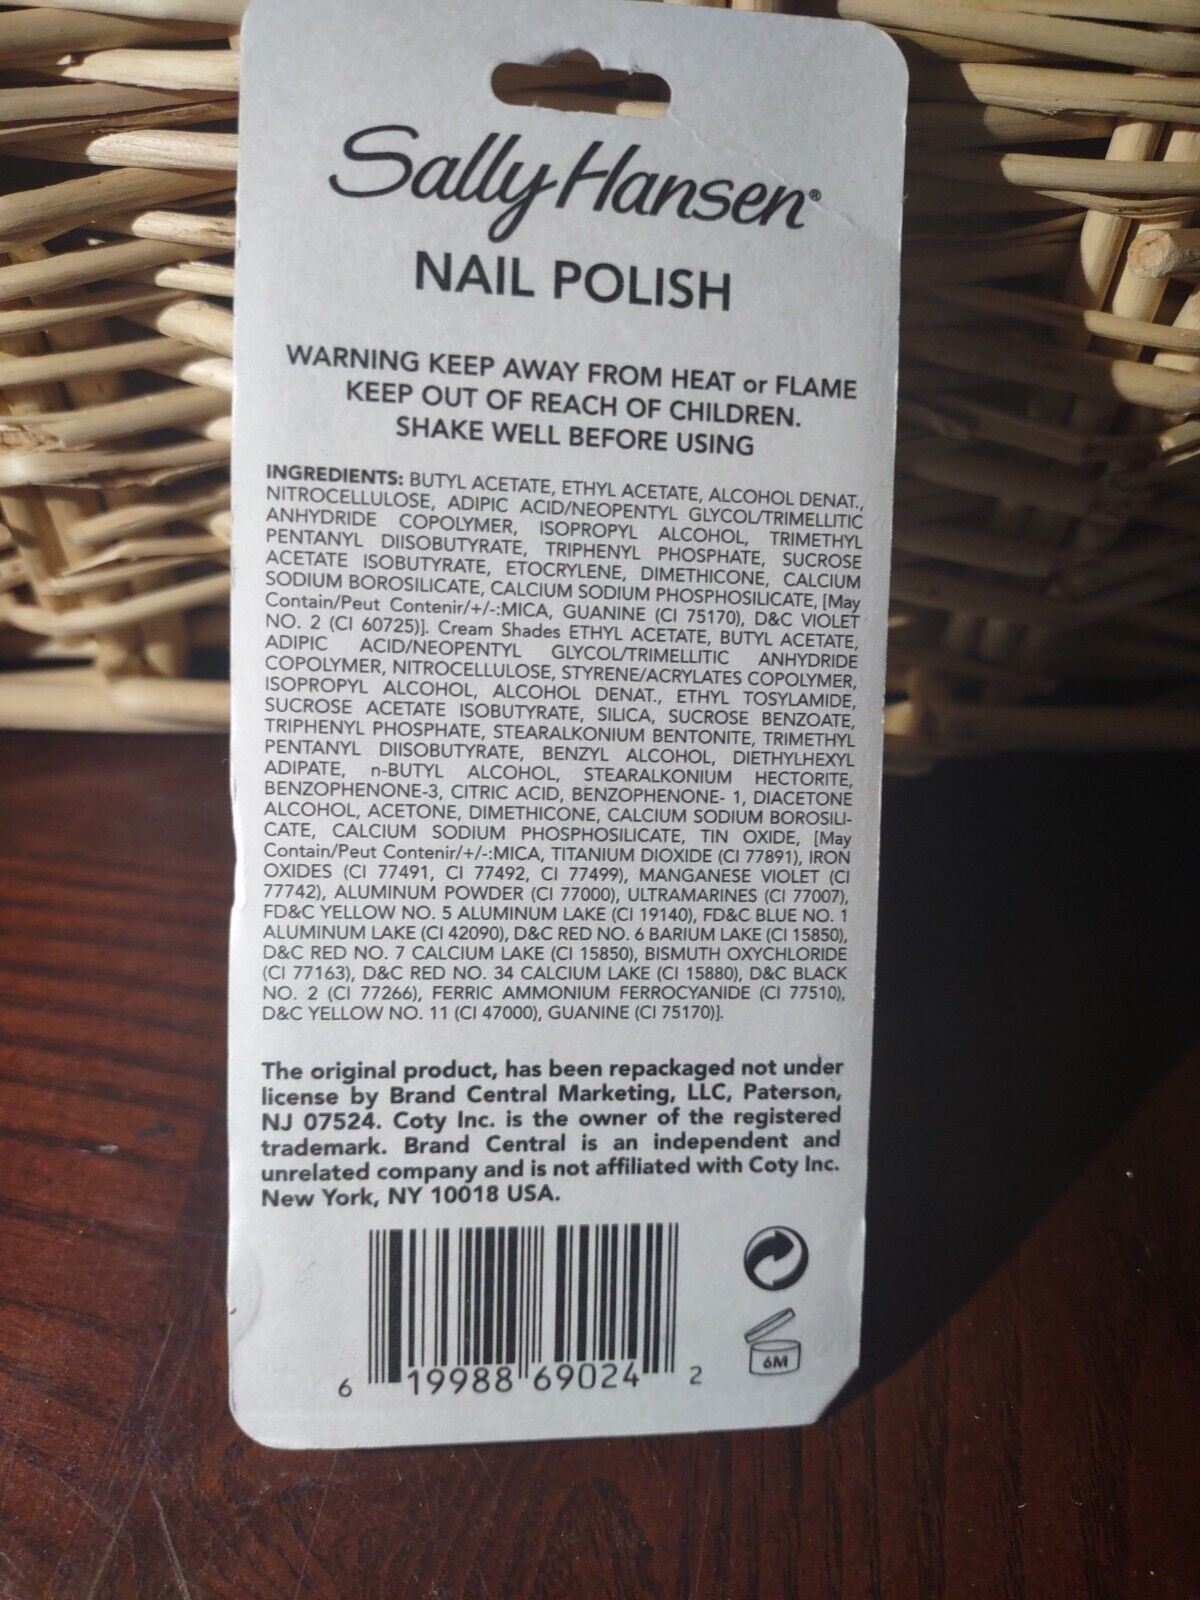 Sally Hansen®
NAIL POLISH
WARNING KEEP AWAY FROM HEAT or FLAME
KEEP OUT OF REACH OF CHILDREN.
SHAKE WELL BEFORE USING
INGREDIENTS: BUTYL ACETATE, ETHYL ACETATE, ALCOHOL DENAT.,
NITROCELLULOSE, ADIPIC ACID/NEOPENTYL GLYCOL/TRIMELLITIC
ANHYDRIDE COPOLYMER, ISOPROPYL ALCOHOL, TRIMETHYL
PENTANYL DIISOBUTYRATE, TRIPHENYL PHOSPHATE, SUCROSE
ACETATE ISOBUTYRATE, ETOCRYLENE, DIMETHICONE, CALCIUM
SODIUM BOROSILICATE, CALCIUM SODIUM PHOSPHOSILICATE, [May
Contain/Peut Contenir/+/-:MICA, GUANINE (CI 75170), D&C VIOLET
NO. 2 (CI 60725)]. Cream Shades ETHYL ACETATE, BUTYL ACETATE,
ADIPIC ACID/NEOPENTYL GLYCOL/TRIMELLITIC ANHYDRIDE
COPOLYMER, NITROCELLULOSE, STYRENE/ACRYLATES COPOLYMER,
ISOPROPYL ALCOHOL, ALCOHOL DENAT., ETHYL TOSYLAMIDE,
SUCROSE ACETATE ISOBUTYRATE, SILICA, SUCROSE BENZOATE,
TRIPHENYL PHOSPHATE, STEARALKONIUM BENTONITE, TRIMETHYL
PENTANYL DIISOBUTYRATE, BENZYL ALCOHOL, DIETHYLHEXYL
ADIPATE, n-BUTYL ALCOHOL, STEARALKONIUM HECTORITE,
BENZOPHENONE-3, CITRIC ACID, BENZOPHENONE- 1, DIACETONE
ALCOHOL, ACETONE, DIMETHICONE, CALCIUM SODIUM BOROSILI-
CATE, CALCIUM SODIUM PHOSPHOSILICATE, TIN OXIDE, [May
Contain/Peut Contenir/+/-:MICA, TITANIUM DIOXIDE (CI 77891), IRON
OXIDES (CI 77491, CI 77492, CI 77499), MANGANESE VIOLET (CI
77742), ALUMINUM POWDER (CI 77000), ULTRAMARINES (CI 77007),
FD&C YELLOW NO. 5 ALUMINUM LAKE (CI 19140), FD&C BLUE NO. 1
ALUMINUM LAKE (CI 42090), D&C RED NO. 6 BARIUM LAKE (CI 15850),
D&C RED NO. 7 CALCIUM LAKE (CI 15850), BISMUTH OXYCHLORIDE
(CI 77163), D&C RED NO. 34 CALCIUM LAKE (CI 15880), D&C BLACK
NO. 2 (CI 77266), FERRIC AMMONIUM FERROCYANIDE (CI 77510),
D&C YELLOW NO. 11 (CI 47000), GUANINE (CI 75170)].
The original product, has been repackaged not under
license by Brand Central Marketing, LLC, Paterson,
NJ 07524. Coty Inc. is the owner of the registered
trademark. Brand Central is an independent and
unrelated company and is not affiliated with Coty Inc.
New York, NY 10018 USA.
6 19988 69024 2
6M